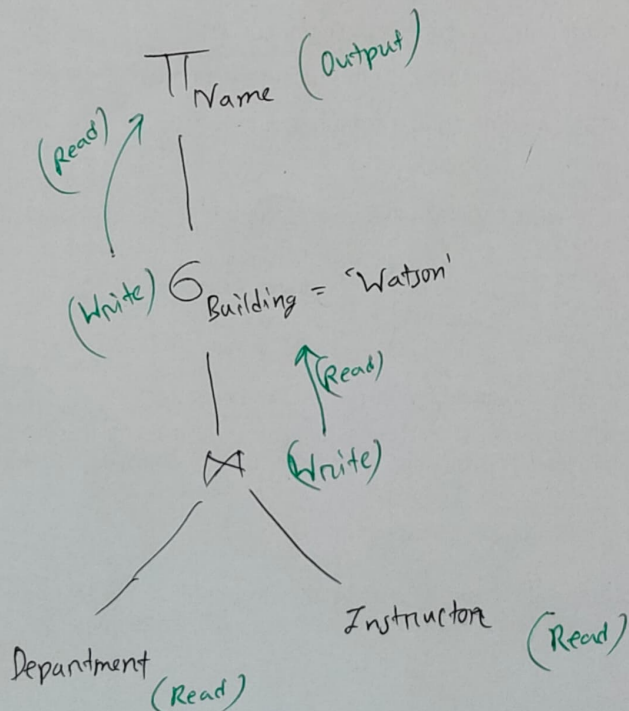 π Name (Output)
(Read)
(Write) σ Building = 'Watson'
(Read)
⋈ (Write)
Instructor (Read)
Department (Read)